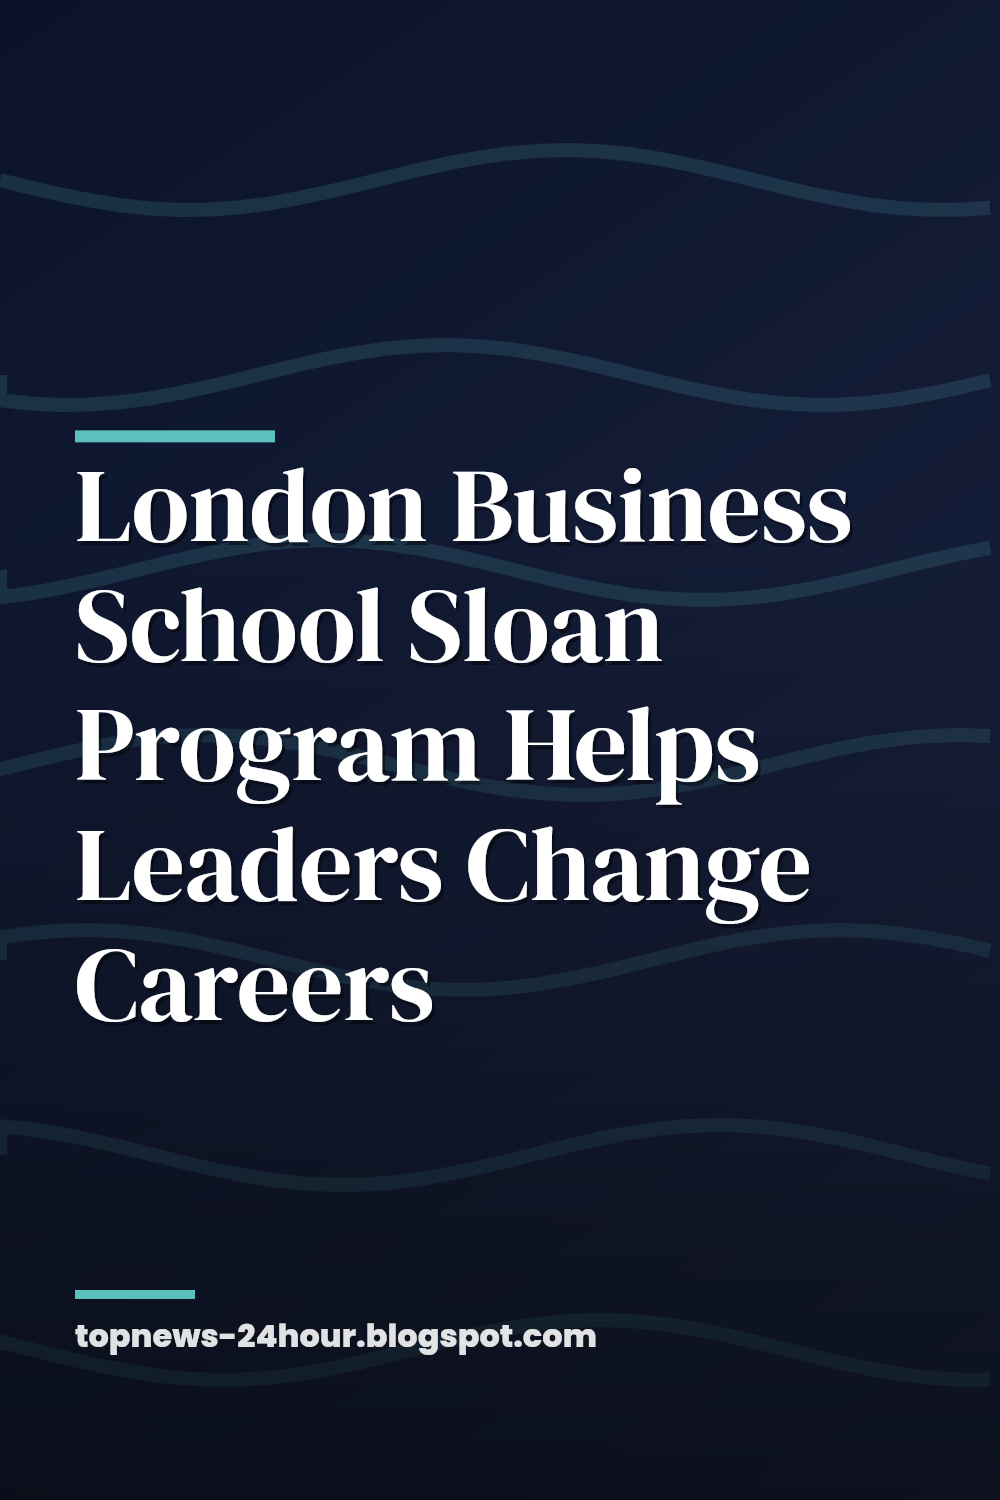 London Business
School Sloan
Program Helps
Leaders Change
Careers
topnews-24hour.blogspot.com